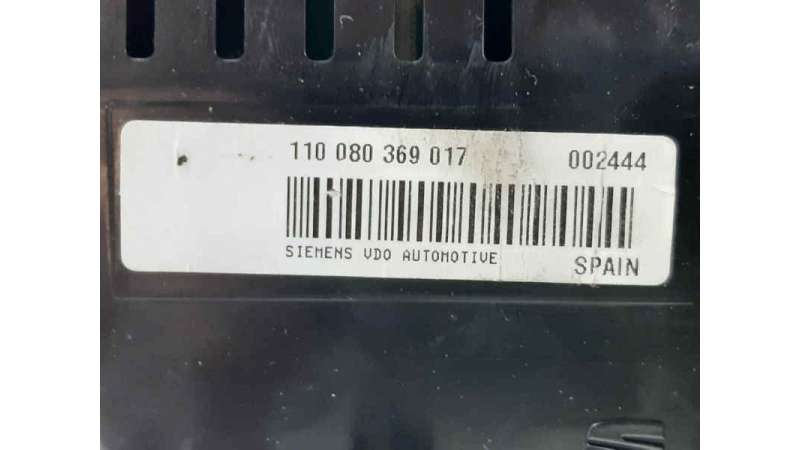 110 080 369 017 002444
SIEMENS VDO AUTOMOTIVE SPAIN